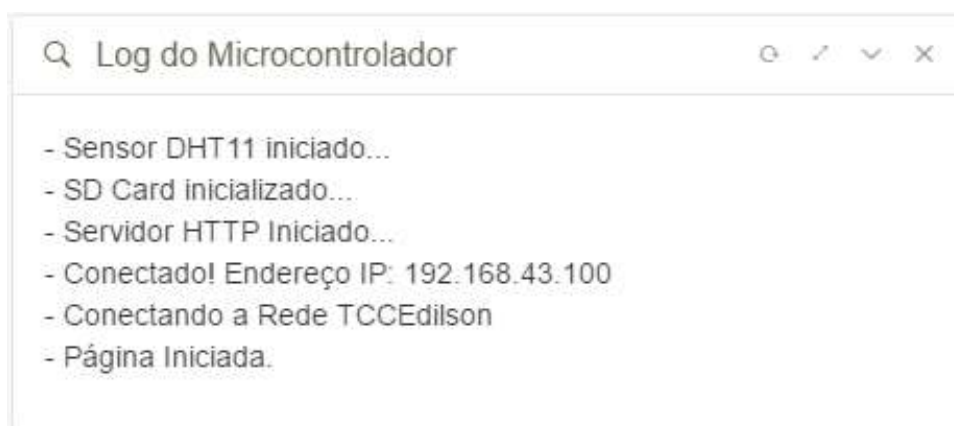 Log do Microcontrolador
- Sensor DHT11 iniciado...
- SD Card inicializado...
- Servidor HTTP Iniciado...
- Conectado! Endereço IP: 192.168.43.100
- Conectando a Rede TCCEdilson
- Página Iniciada.